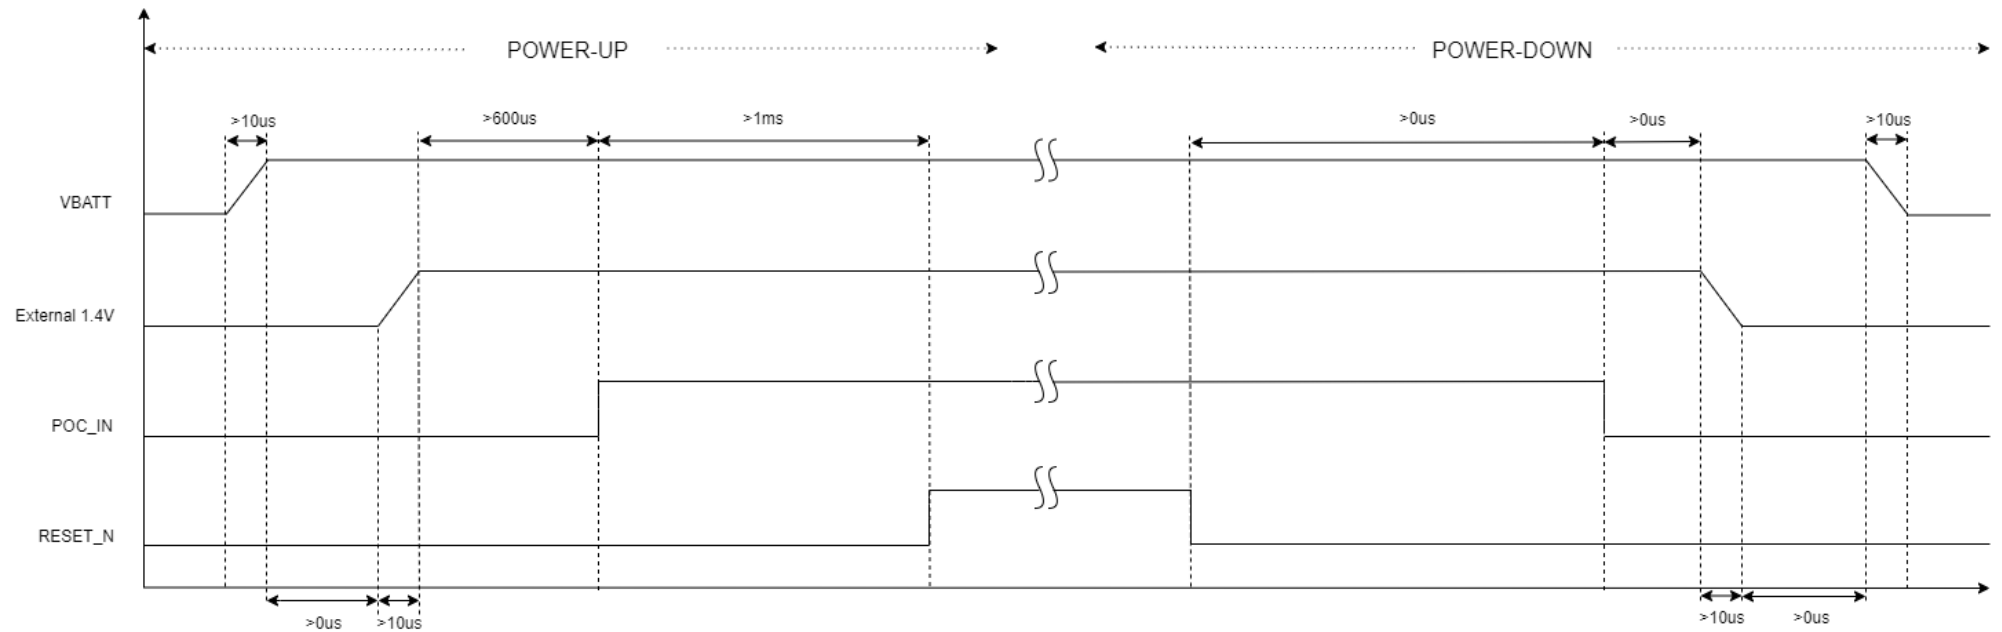 POWER-UP
POWER-DOWN
>10us
>600us
>1ms
>0us
>0us
>10us
VBATT
External 1.4V
POC_IN
RESET_N
>0us
>10us
>10us
>0us